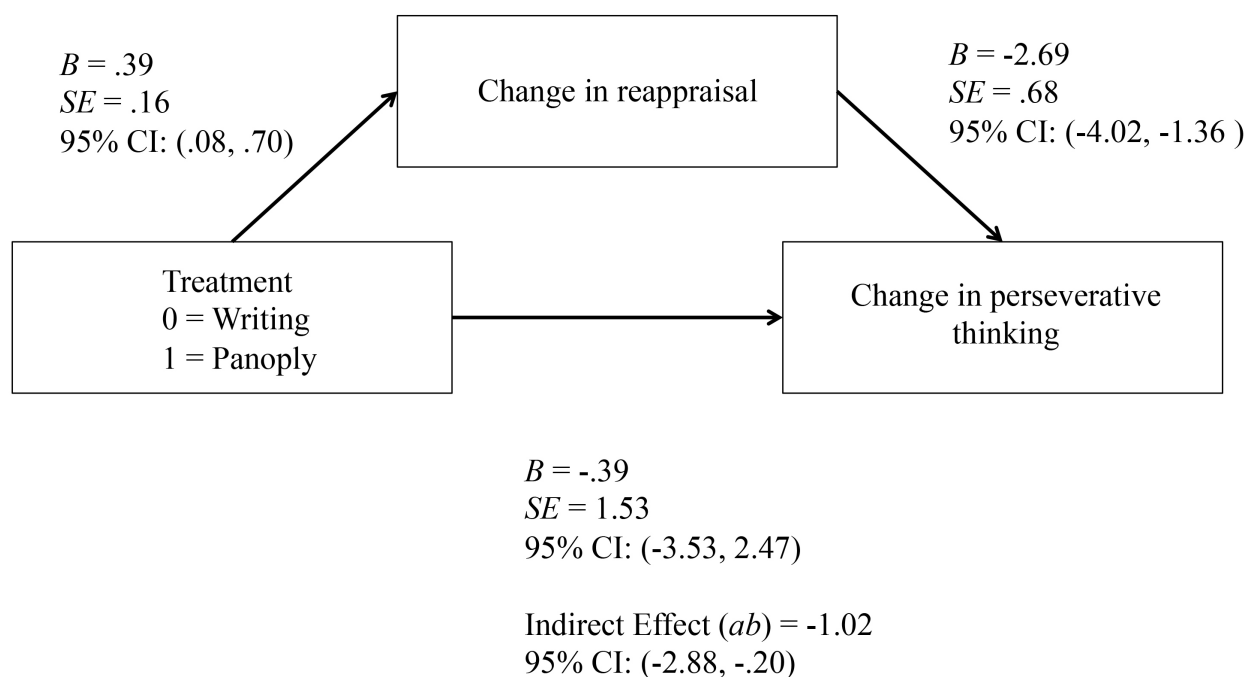 B = .39
SE = .16
95% CI: (.08, .70)
Change in reappraisal
B = -2.69
SE = .68
95% CI: (-4.02, -1.36 )
Treatment
0 = Writing
1 = Panoply
Change in perseverative
thinking
B = -.39
SE = 1.53
95% CI: (-3.53, 2.47)
Indirect Effect (ab) = -1.02
95% CI: (-2.88, -.20)